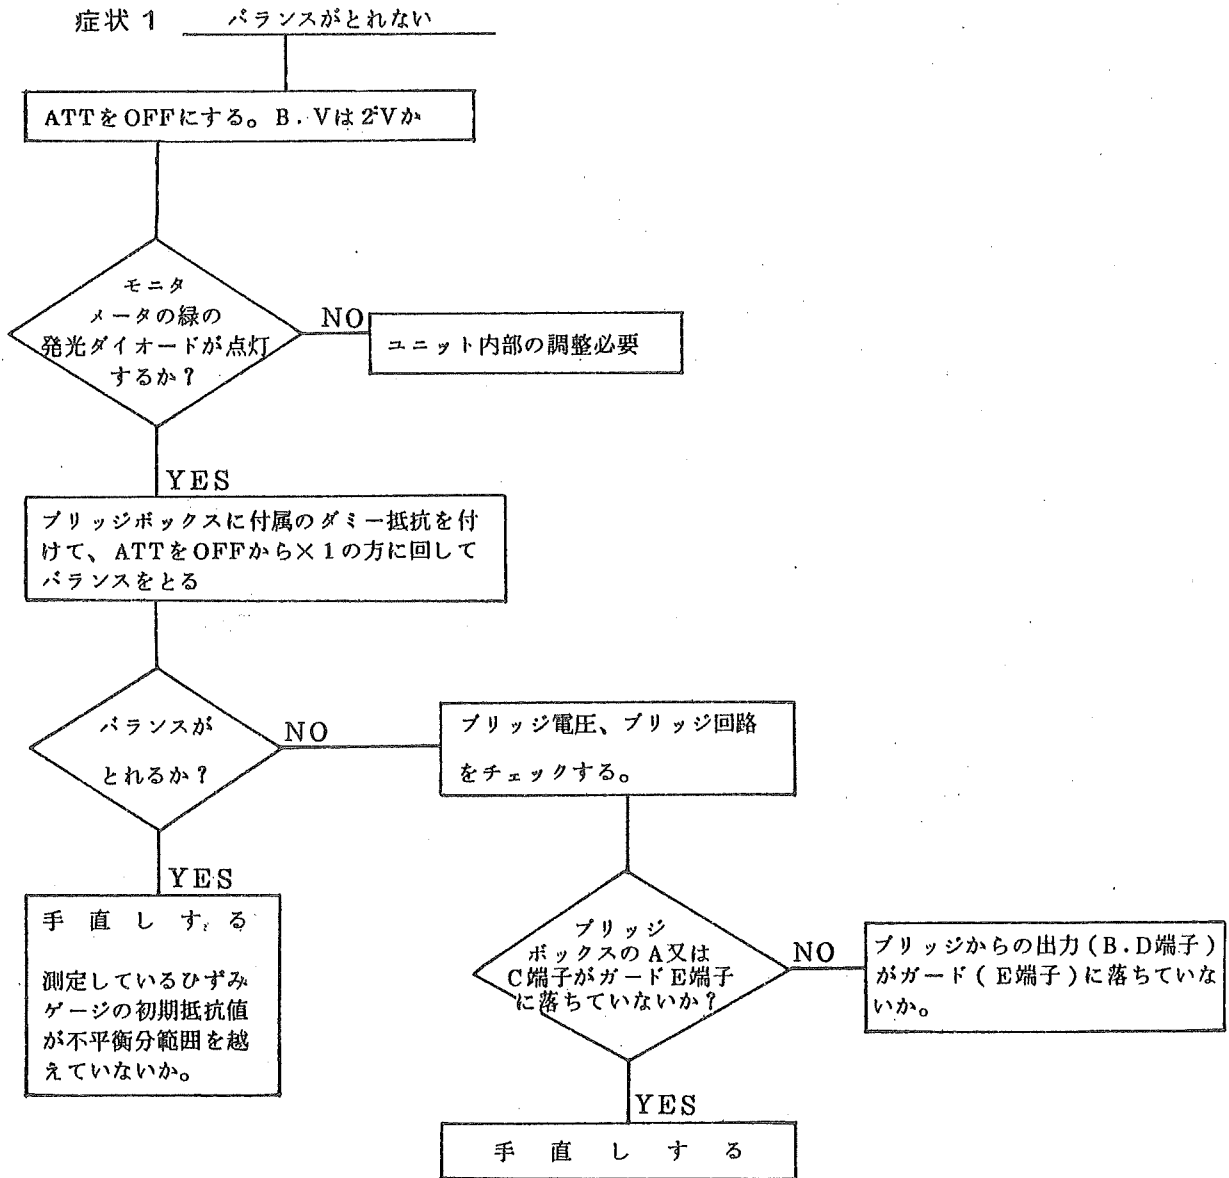 症状 1 バランスがとれない
ATTをOFFにする。B.Vは2Vか
モニタ
メータの緑の
発光ダイオードが点灯
するか?
NO
ユニット内部の調整必要
YES
ブリッジボックスに付属のダミー抵抗を付
けて、ATTをOFFから×1の方に回して
バランスをとる
バランスが
とれるか?
NO
ブリッジ電圧、ブリッジ回路
をチェックする。
YES
手直しする
測定しているひずみ
ゲージの初期抵抗値
が不平衡分範囲を越
えていないか。
ブリッジ
ボックスのA又は
C端子がガードE端子
に落ちていないか?
NO
ブリッジからの出力(B.D端子)
がガード(E端子)に落ちていな
いか。
YES
手直しする